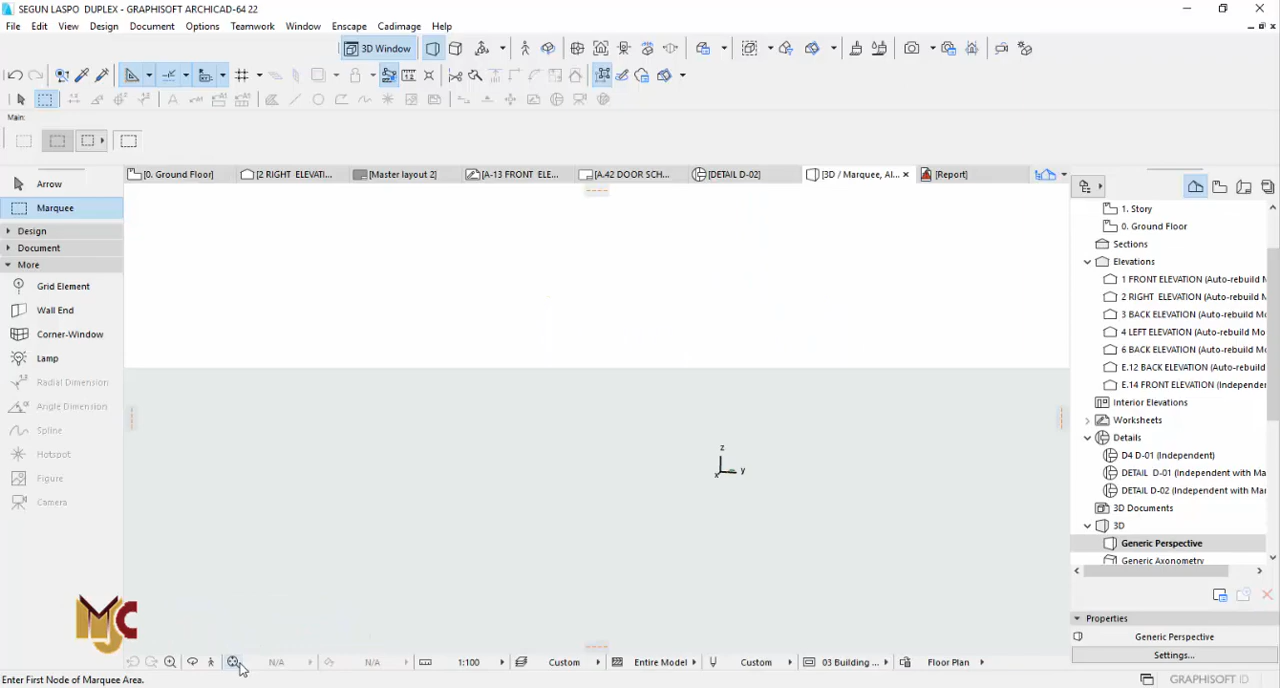 SEGUN LASPO DUPLEX - GRAPHISOFT ARCHICAD-64 22
File Edit View Design Document Options Teamwork Window Enscape Cadimage Help
3D Window
Main:
[0. Ground Floor] [2 RIGHT ELEVATI... [Master layout 2] [A-13 FRONT ELE... [A.42 DOOR SCH... [DETAIL D-02] [3D / Marquee, Al... [Report]
Arrow
Marquee
Design
Document
More
Grid Element
Wall End
Corner-Window
Lamp
Radial Dimension
Angle Dimension
Spline
Hotspot
Figure
Camera
z
x
y
1. Story
0. Ground Floor
Sections
Elevations
1 FRONT ELEVATION (Auto-rebuild M
2 RIGHT ELEVATION (Auto-rebuild M
3 BACK ELEVATION (Auto-rebuild Mo
4 LEFT ELEVATION (Auto-rebuild Mo
6 BACK ELEVATION (Auto-rebuild Mo
E.12 BACK ELEVATION (Auto-rebuild
E.14 FRONT ELEVATION (Independer
Interior Elevations
Worksheets
Details
D4 D-01 (Independent)
DETAIL D-01 (Independent with Ma
DETAIL D-02 (Independent with Ma
3D Documents
3D
Generic Perspective
Generic Axonometry
Properties
Generic Perspective
Settings...
MJC
N/A N/A 1:100 Custom Entire Model Custom 03 Building ... Floor Plan
Enter First Node of Marquee Area.
GRAPHISOFT ID